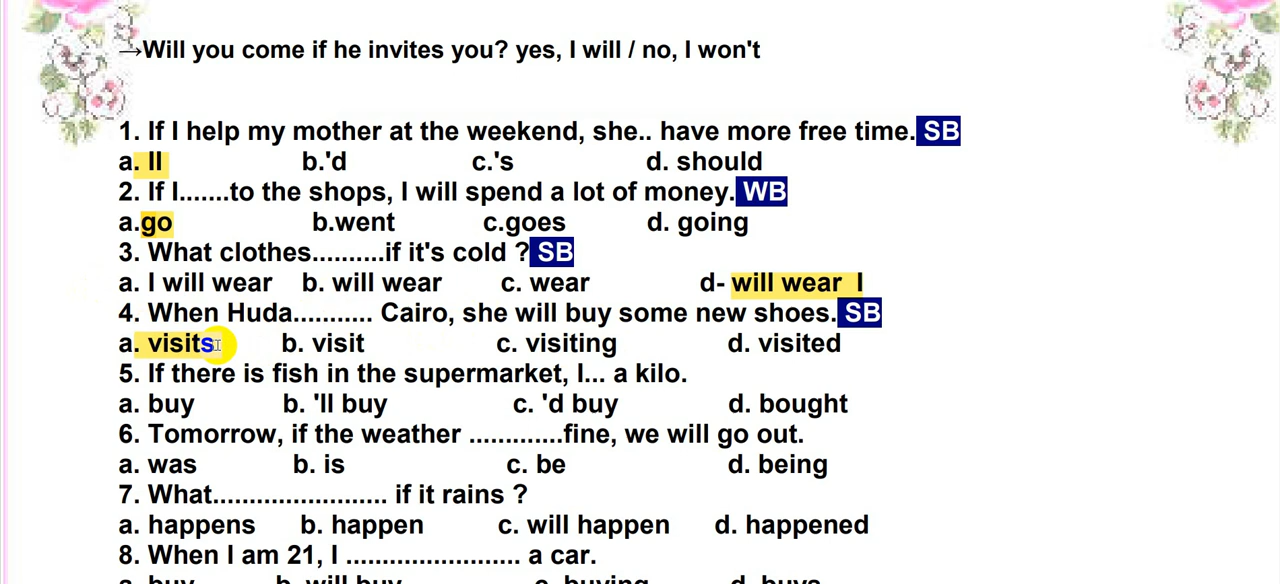 →Will you come if he invites you? yes, I will / no, I won't
1. If I help my mother at the weekend, she.. have more free time. SB
a. ll b.'d c.'s d. should
2. If I.......to the shops, I will spend a lot of money. WB
a.go b.went c.goes d. going
3. What clothes..........if it's cold ? SB
a. I will wear b. will wear c. wear d- will wear I
4. When Huda........... Cairo, she will buy some new shoes. SB
a. visits b. visit c. visiting d. visited
5. If there is fish in the supermarket, I... a kilo.
a. buy b. 'll buy c. 'd buy d. bought
6. Tomorrow, if the weather .............fine, we will go out.
a. was b. is c. be d. being
7. What........................ if it rains ?
a. happens b. happen c. will happen d. happened
8. When I am 21, I ........................ a car.
a. buy b. will buy c. buying d. buys